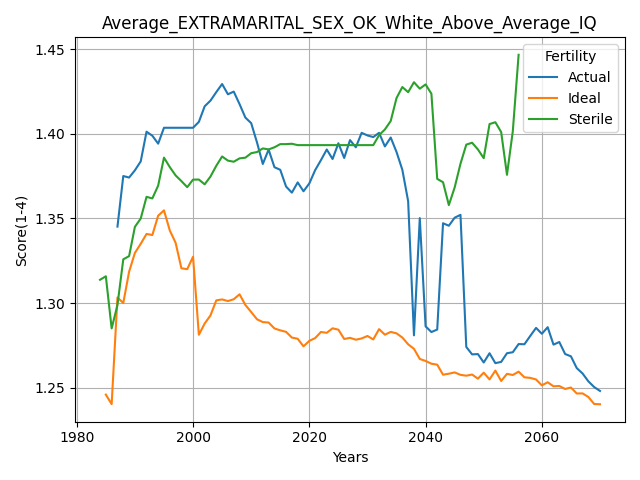 Average_EXTRAMARITAL_SEX_OK_White_Above_Average_IQ
Fertility
Actual
Ideal
Sterile
Score(1-4)
1.45
1.40
1.35
1.30
1.25
1980
2000
2020
2040
2060
Years